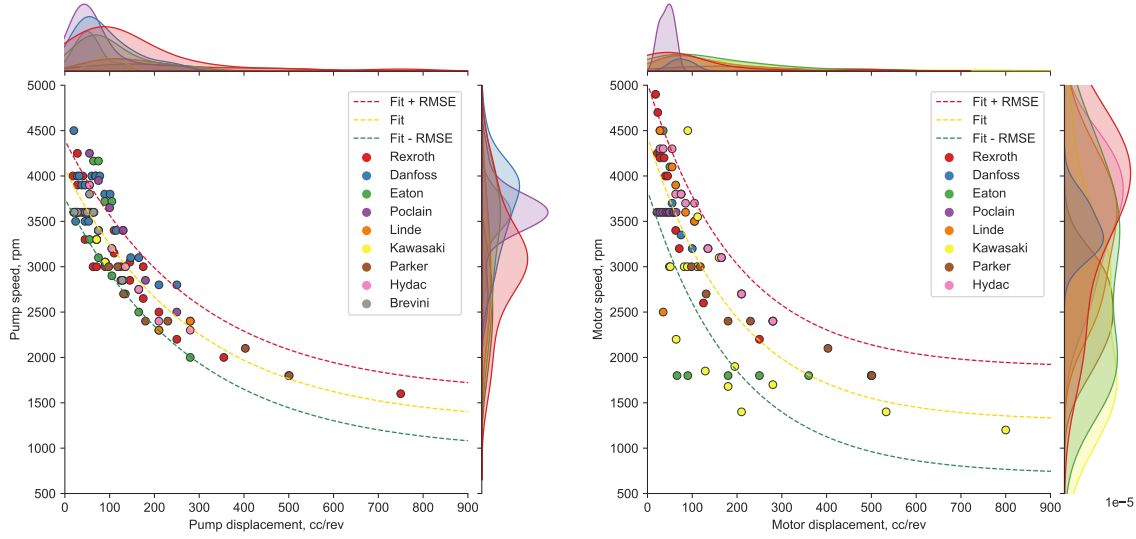 5000
4500
4000
3500
3000
2500
2000
1500
1000
500
Pump speed, rpm
0 100 200 300 400 500 600 700 800 900
Pump displacement, cc/rev
Fit + RMSE
Fit
Fit - RMSE
Rexroth
Danfoss
Eaton
Poclain
Linde
Kawasaki
Parker
Hydac
Brevini
5000
4500
4000
3500
3000
2500
2000
1500
1000
500
Motor speed, rpm
0 100 200 300 400 500 600 700 800 900
Motor displacement, cc/rev
Fit + RMSE
Fit
Fit - RMSE
Rexroth
Danfoss
Eaton
Poclain
Linde
Kawasaki
Parker
Hydac
1e−5